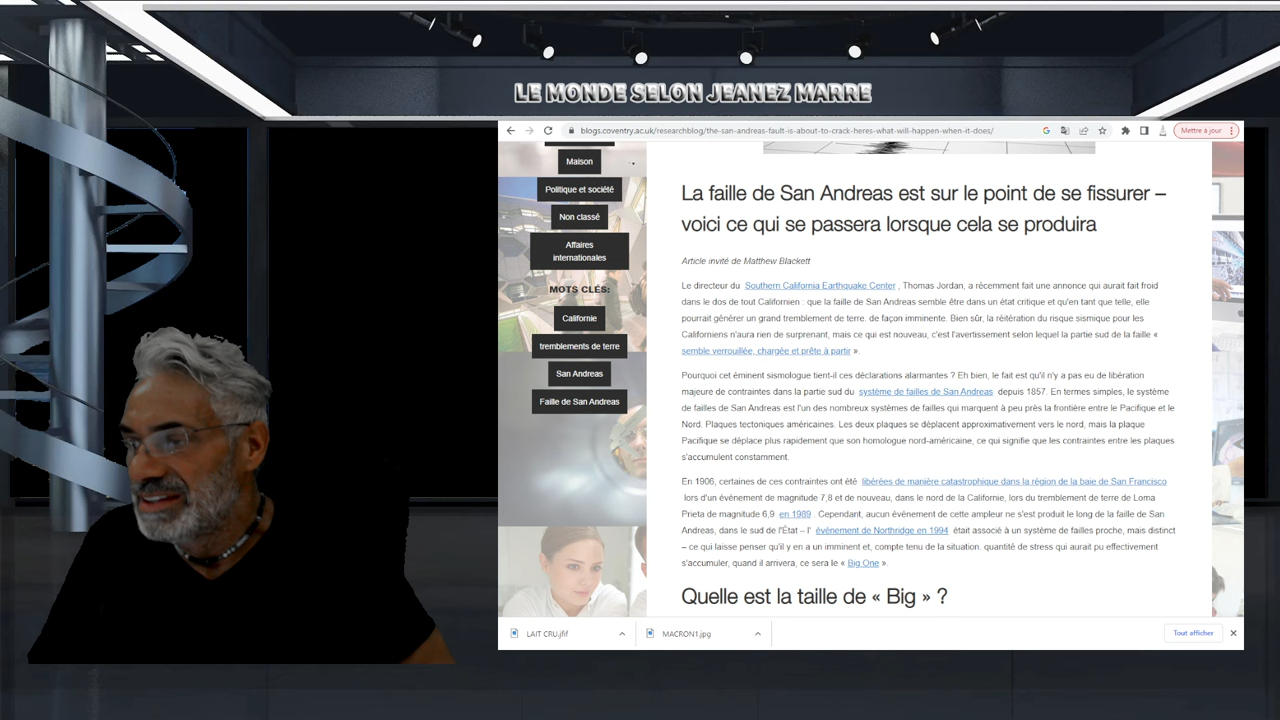 LE MONDE SELON JEANEZ MARRE
blogs.coventry.ac.uk/researchblog/the-san-andreas-fault-is-about-to-crack-heres-what-will-happen-when-it-does/
Mettre à jour
Maison
Politique et société
Non classé
Affaires
internationales
MOTS CLÉS:
Californie
tremblements de terre
San Andreas
Faille de San Andreas
La faille de San Andreas est sur le point de se fissurer –
voici ce qui se passera lorsque cela se produira
Article invité de Matthew Blackett
Le directeur du Southern California Earthquake Center , Thomas Jordan, a récemment fait une annonce qui aurait fait froid
dans le dos de tout Californien : que la faille de San Andreas semble être dans un état critique et qu'en tant que telle, elle
pourrait générer un grand tremblement de terre. de façon imminente. Bien sûr, la réitération du risque sismique pour les
Californiens n'aura rien de surprenant, mais ce qui est nouveau, c'est l'avertissement selon lequel la partie sud de la faille «
semble verrouillée, chargée et prête à partir ».
Pourquoi cet éminent sismologue tient-il ces déclarations alarmantes ? Eh bien, le fait est qu'il n'y a pas eu de libération
majeure de contraintes dans la partie sud du système de failles de San Andreas depuis 1857. En termes simples, le système
de failles de San Andreas est l'un des nombreux systèmes de failles qui marquent à peu près la frontière entre le Pacifique et le
Nord. Plaques tectoniques américaines. Les deux plaques se déplacent approximativement vers le nord, mais la plaque
Pacifique se déplace plus rapidement que son homologue nord-américaine, ce qui signifie que les contraintes entre les plaques
s'accumulent constamment.
En 1906, certaines de ces contraintes ont été libérées de manière catastrophique dans la région de la baie de San Francisco
lors d'un événement de magnitude 7,8 et de nouveau, dans le nord de la Californie, lors du tremblement de terre de Loma
Prieta de magnitude 6,9 en 1989 . Cependant, aucun événement de cette ampleur ne s'est produit le long de la faille de San
Andreas, dans le sud de l'État – l' événement de Northridge en 1994 était associé à un système de failles proche, mais distinct
– ce qui laisse penser qu'il y en a un imminent et, compte tenu de la situation. quantité de stress qui aurait pu effectivement
s'accumuler, quand il arrivera, ce sera le « Big One ».
Quelle est la taille de « Big » ?
LAIT CRU.jfif
MACRON1.jpg
Tout afficher